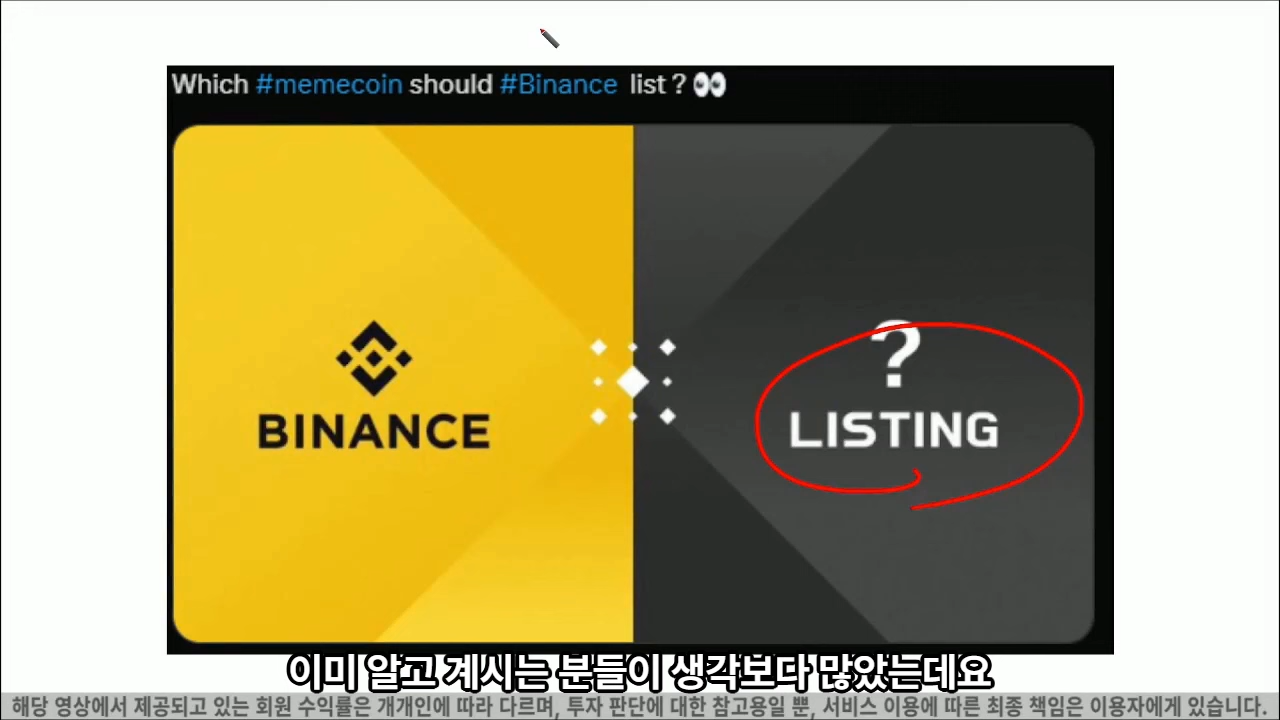 Which #memecoin should #Binance list ? 👀
BINANCE
?
LISTING
이미 알고 계시는 분들이 생각보다 많았는데요
해당 영상에서 제공되고 있는 회원 수익률은 개개인에 따라 다르며, 투자 판단에 대한 참고용일 뿐, 서비스 이용에 따른 최종 책임은 이용자에게 있습니다.